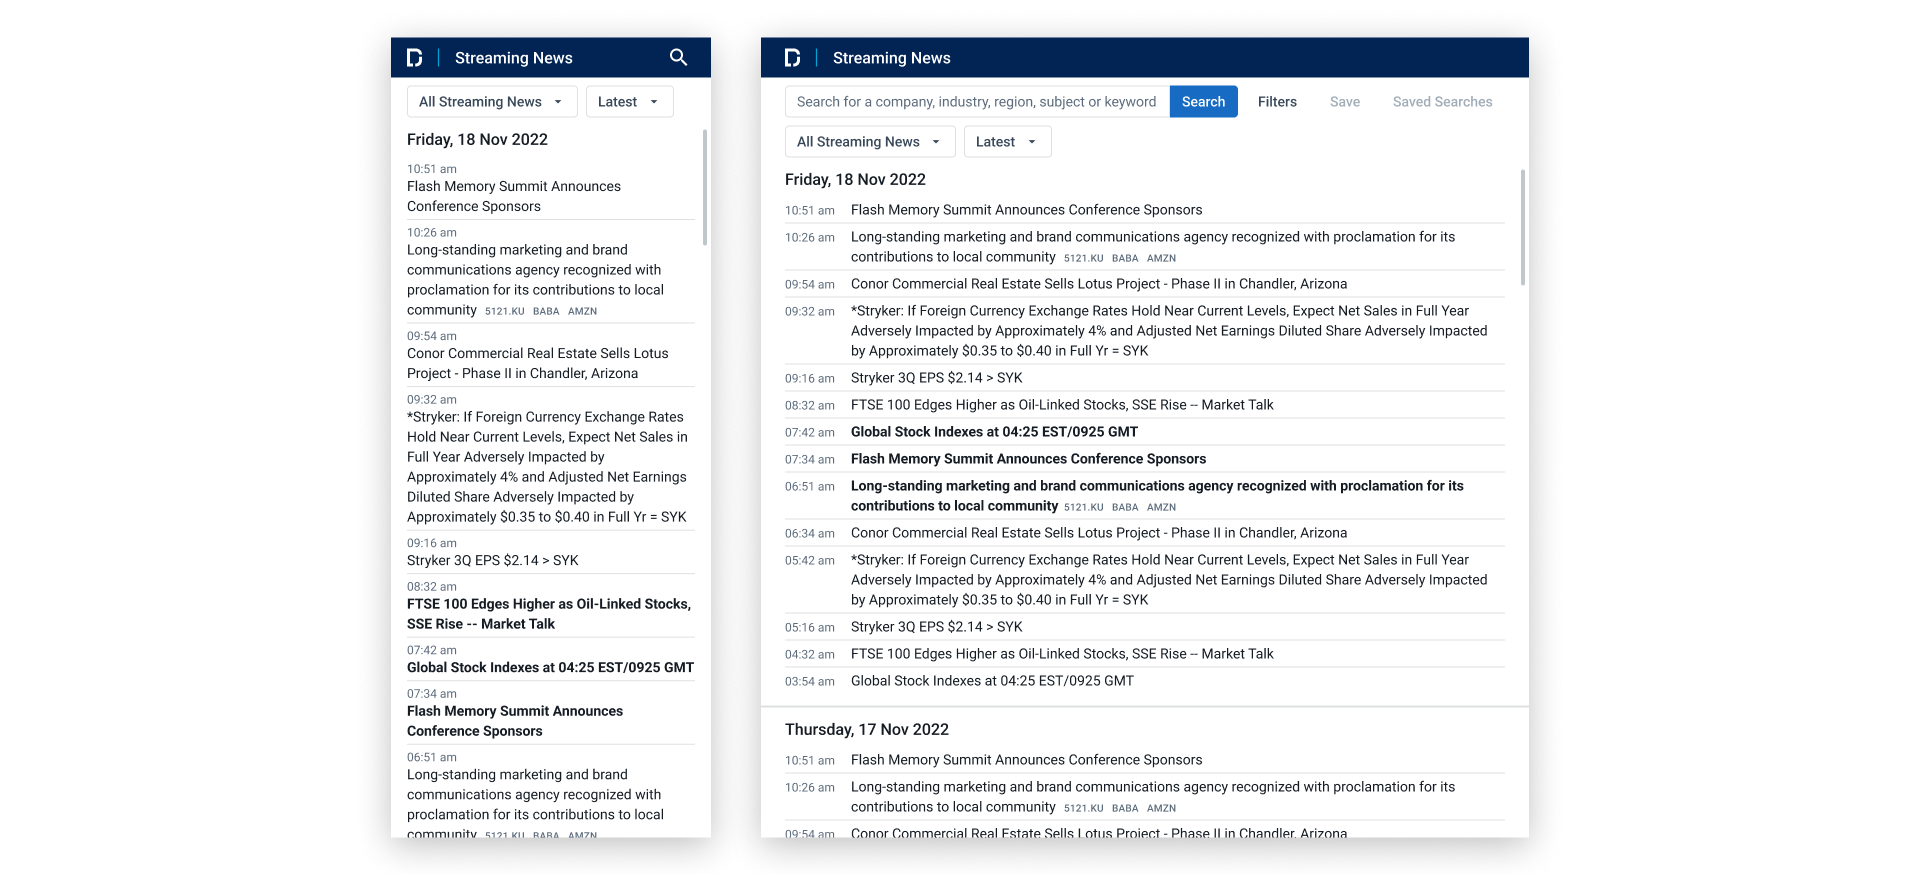 Streaming News
All Streaming News
Latest
Friday, 18 Nov 2022
10:51 am
Flash Memory Summit Announces
Conference Sponsors
10:26 am
Long-standing marketing and brand
communications agency recognized with
proclamation for its contributions to local
community 5121.KU BABA AMZN
09:54 am
Conor Commercial Real Estate Sells Lotus
Project - Phase II in Chandler, Arizona
09:32 am
*Stryker: If Foreign Currency Exchange Rates
Hold Near Current Levels, Expect Net Sales in
Full Year Adversely Impacted by
Approximately 4% and Adjusted Net Earnings
Diluted Share Adversely Impacted by
Approximately $0.35 to $0.40 in Full Yr = SYK
09:16 am
Stryker 3Q EPS $2.14 > SYK
08:32 am
FTSE 100 Edges Higher as Oil-Linked Stocks,
SSE Rise -- Market Talk
07:42 am
Global Stock Indexes at 04:25 EST/0925 GMT
07:34 am
Flash Memory Summit Announces
Conference Sponsors
06:51 am
Long-standing marketing and brand
communications agency recognized with
proclamation for its contributions to local
community 5121.KU BABA AMZN
Streaming News
Search for a company, industry, region, subject or keyword Search Filters Save Saved Searches
All Streaming News Latest
Friday, 18 Nov 2022
10:51 am Flash Memory Summit Announces Conference Sponsors
10:26 am Long-standing marketing and brand communications agency recognized with proclamation for its
contributions to local community 5121.KU BABA AMZN
09:54 am Conor Commercial Real Estate Sells Lotus Project - Phase II in Chandler, Arizona
09:32 am *Stryker: If Foreign Currency Exchange Rates Hold Near Current Levels, Expect Net Sales in Full Year
Adversely Impacted by Approximately 4% and Adjusted Net Earnings Diluted Share Adversely Impacted
by Approximately $0.35 to $0.40 in Full Yr = SYK
09:16 am Stryker 3Q EPS $2.14 > SYK
08:32 am FTSE 100 Edges Higher as Oil-Linked Stocks, SSE Rise -- Market Talk
07:42 am Global Stock Indexes at 04:25 EST/0925 GMT
07:34 am Flash Memory Summit Announces Conference Sponsors
06:51 am Long-standing marketing and brand communications agency recognized with proclamation for its
contributions to local community 5121.KU BABA AMZN
06:34 am Conor Commercial Real Estate Sells Lotus Project - Phase II in Chandler, Arizona
05:42 am *Stryker: If Foreign Currency Exchange Rates Hold Near Current Levels, Expect Net Sales in Full Year
Adversely Impacted by Approximately 4% and Adjusted Net Earnings Diluted Share Adversely Impacted
by Approximately $0.35 to $0.40 in Full Yr = SYK
05:16 am Stryker 3Q EPS $2.14 > SYK
04:32 am FTSE 100 Edges Higher as Oil-Linked Stocks, SSE Rise -- Market Talk
03:54 am Global Stock Indexes at 04:25 EST/0925 GMT
Thursday, 17 Nov 2022
10:51 am Flash Memory Summit Announces Conference Sponsors
10:26 am Long-standing marketing and brand communications agency recognized with proclamation for its
contributions to local community 5121.KU BABA AMZN
09:54 am Conor Commercial Real Estate Sells Lotus Project - Phase II in Chandler, Arizona